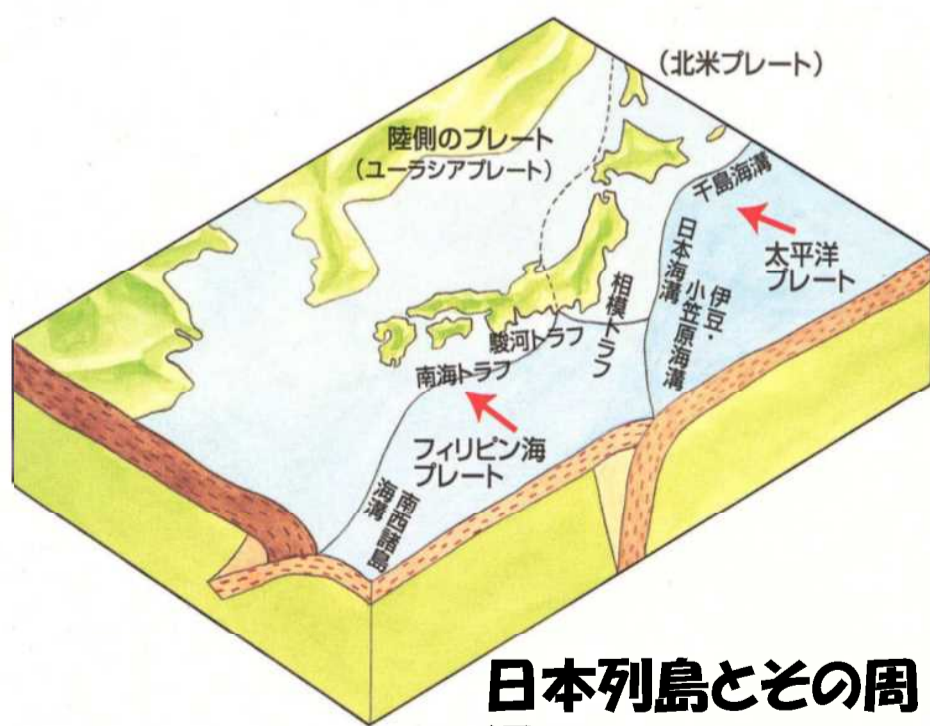 (北米プレート)
陸側のプレート
(ユーラシアプレート)
千島海溝
太平洋
プレート
日本海溝
伊豆・
小笠原海溝
相模トラフ
駿河トラフ
南海トラフ
フィリピン海
プレート
南西諸島
海溝
日本列島とその周